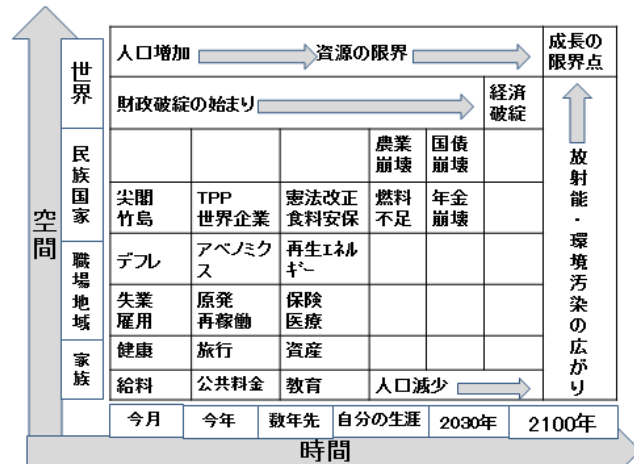 人口増加
資源の限界
成長の
限界点
財政破綻の始まり
経済
破綻
農業
崩壊
国債
崩壊
尖閣
竹島
TPP
世界企業
憲法改正
食料安保
燃料
不足
年金
崩壊
デフレ
アベノミク
ス
再生エネル
ギー
失業
雇用
原発
再稼働
保険
医療
健康
旅行
資産
給料
公共料金
教育
人口減少
放射能・環境汚染の広がり
空間
世界
民族国家
職場地域
家族
今月
今年
数年先
自分の生涯
2030年
2100年
時間